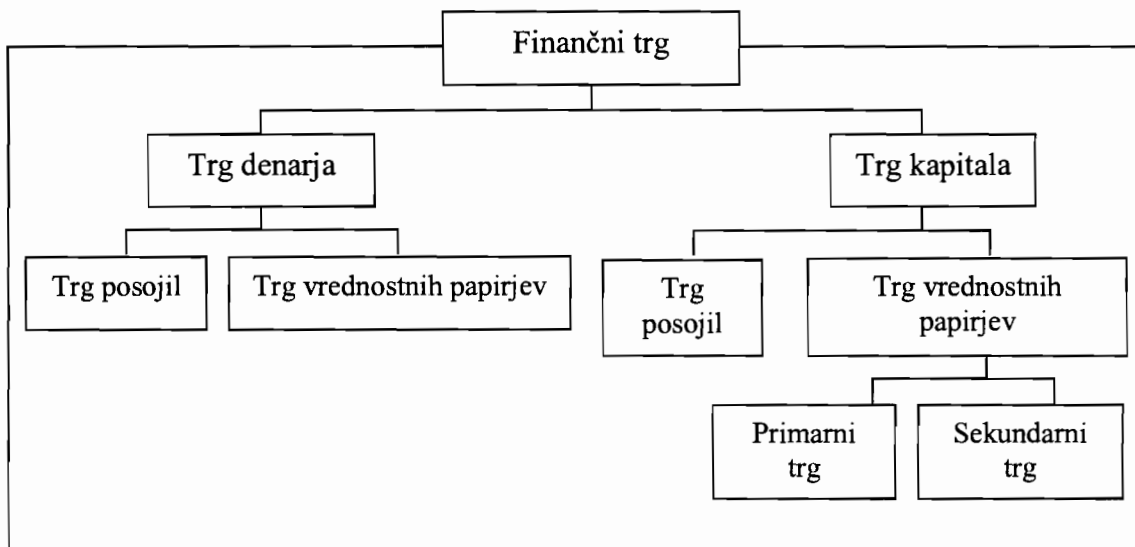 Finančni trg
Trg denarja
Trg kapitala
Trg posojil
Trg vrednostnih papirjev
Trg
posojil
Trg vrednostnih
papirjev
Primarni
trg
Sekundarni
trg